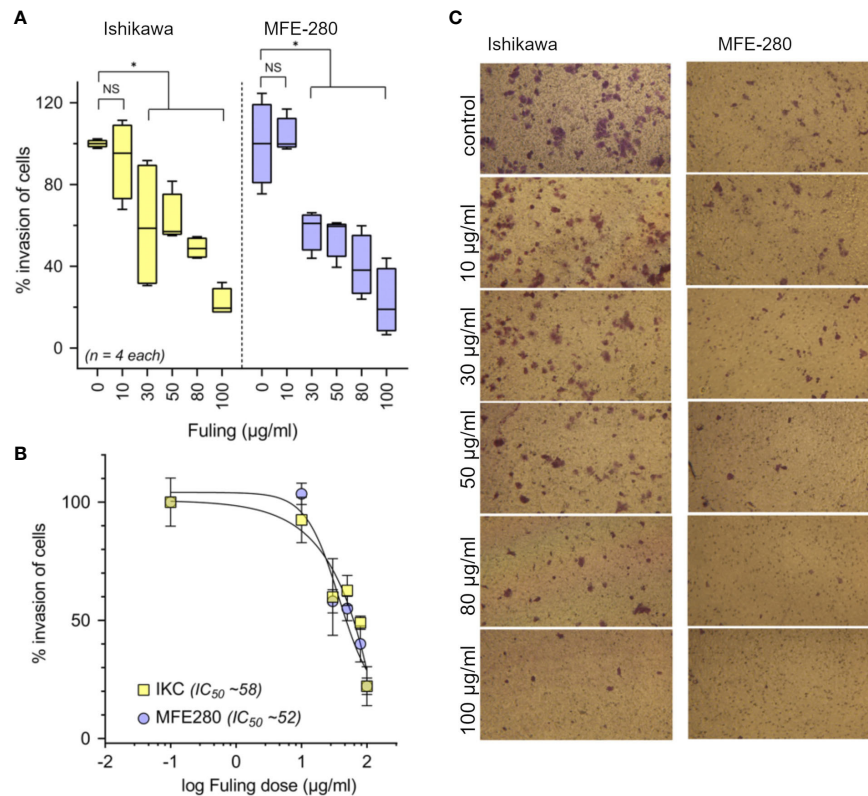 A
Ishikawa
MFE-280
*
*
NS
NS
120
80
40
0
% invasion of cells
(n = 4 each)
0 10 30 50 80 100 0 10 30 50 80 100
Fuling (µg/ml)
B
100
50
0
% invasion of cells
IKC (IC50 ~58)
MFE280 (IC50 ~52)
-2 -1 0 1 2
log Fuling dose (µg/ml)
C
Ishikawa
MFE-280
control
10 µg/ml
30 µg/ml
50 µg/ml
80 µg/ml
100 µg/ml